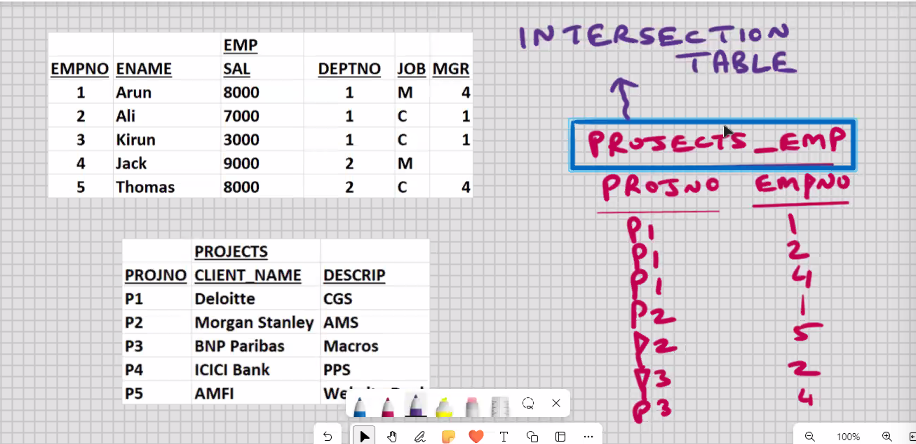 EMP
EMPNO ENAME SAL DEPTNO JOB MGR
1 Arun 8000 1 M 4
2 Ali 7000 1 C 1
3 Kirun 3000 1 C 1
4 Jack 9000 2 M
5 Thomas 8000 2 C 4
PROJECTS
PROJNO CLIENT_NAME DESCRIP
P1 Deloitte CGS
P2 Morgan Stanley AMS
P3 BNP Paribas Macros
P4 ICICI Bank PPS
P5 AMFI
INTERSECTION
TABLE
PROJECTS_EMP
PROJNO EMPNO
P1 1
P1 2
P1 4
P2 1
P2 5
P3 2
P3 4
100%